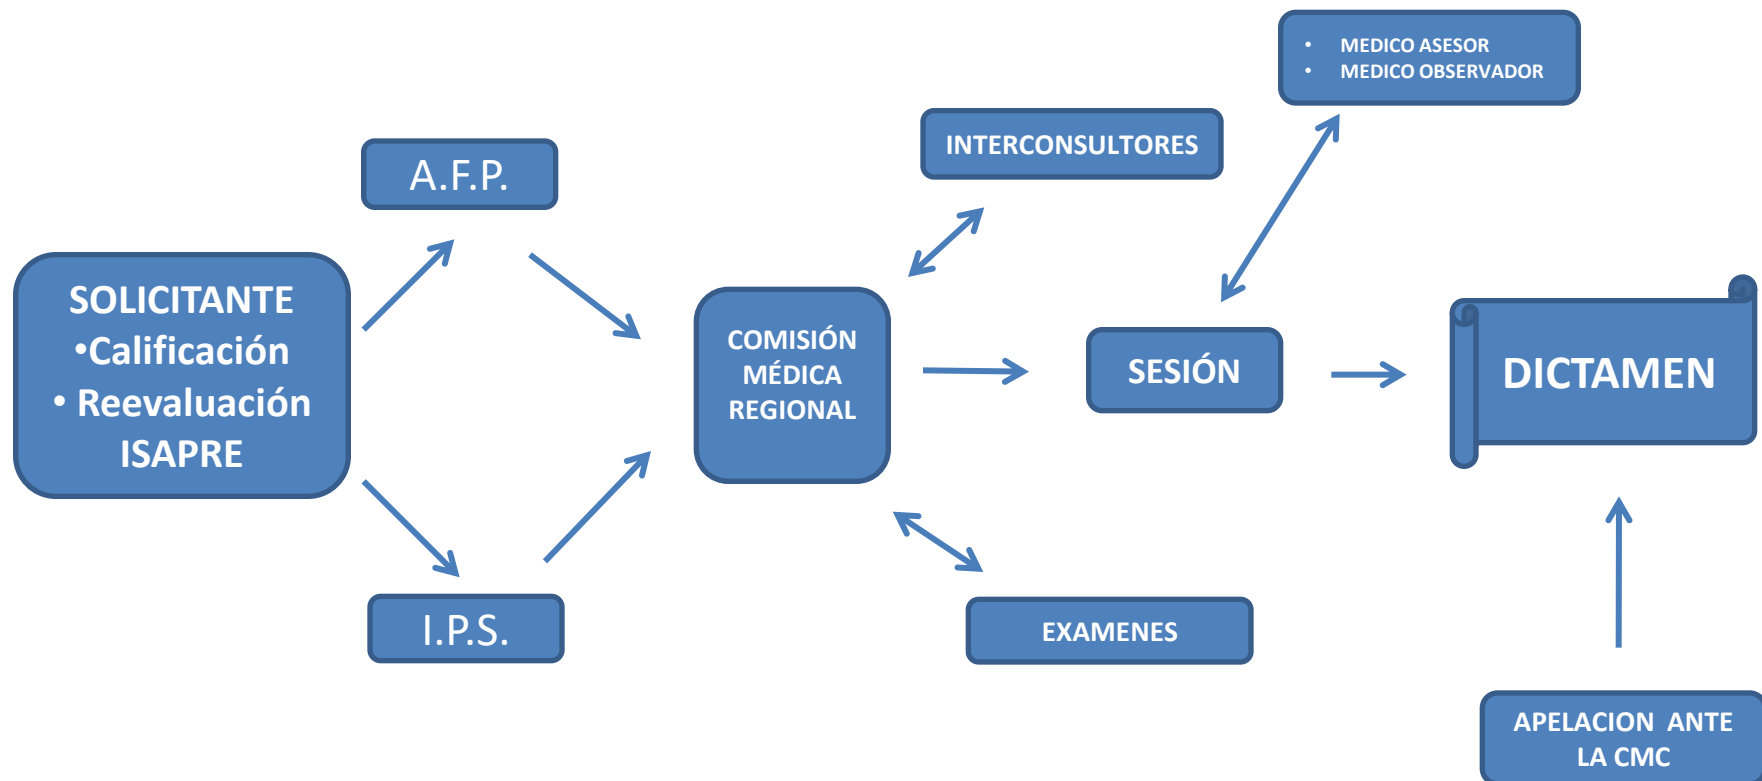 • MEDICO ASESOR
• MEDICO OBSERVADOR
INTERCONSULTORES
A.F.P.
SOLICITANTE
•Calificación
• Reevaluación
ISAPRE
COMISIÓN
MÉDICA
REGIONAL
SESIÓN
DICTAMEN
I.P.S.
EXAMENES
APELACION ANTE
LA CMC